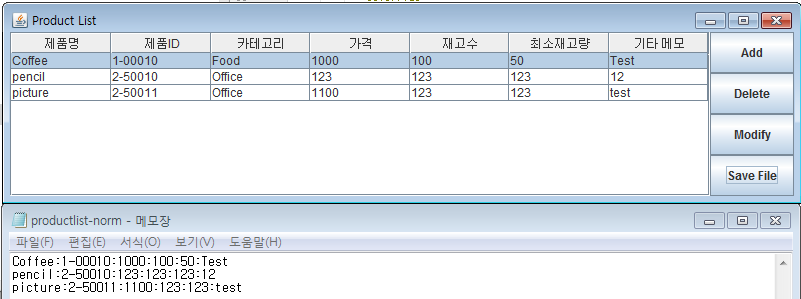 Product List
제품명 제품ID 카테고리 가격 재고수 최소재고량 기타 메모
Coffee 1-00010 Food 1000 100 50 Test
pencil 2-50010 Office 123 123 123 12
picture 2-50011 Office 1100 123 123 test
Add
Delete
Modify
Save File
productlist-norm - 메모장
파일(F) 편집(E) 서식(O) 보기(V) 도움말(H)
Coffee:1-00010:1000:100:50:Test
pencil:2-50010:123:123:123:12
picture:2-50011:1100:123:123:test